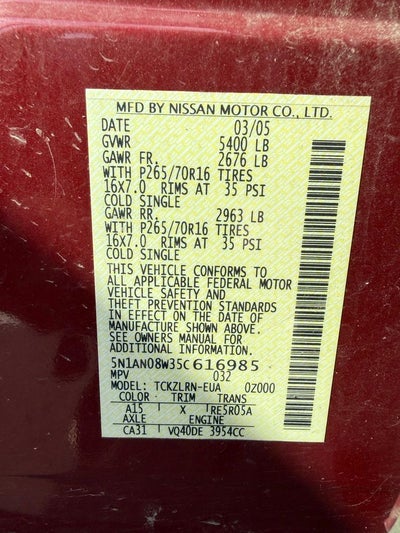 MFD BY NISSAN MOTOR CO., LTD.
DATE 03/05
GVWR 5400 LB
GAWR FR. 2676 LB
WITH P265/70R16 TIRES
16X7.0 RIMS AT 35 PSI
COLD SINGLE
GAWR RR. 2963 LB
WITH P265/70R16 TIRES
16X7.0 RIMS AT 35 PSI
COLD SINGLE
THIS VEHICLE CONFORMS TO
ALL APPLICABLE FEDERAL MOTOR
VEHICLE SAFETY AND
THEFT PREVENTION STANDARDS
IN EFFECT ON THE DATE OF
MANUFACTURE SHOWN ABOVE.
SEE OWNERS MANUAL FOR
ADDITIONAL INFORMATION.
5N1AN08W35C616985
MPV 032
MODEL: TCKZLRN-EUA 0Z000
COLOR TRIM TRANS
A15 X RE5R05A
AXLE ENGINE
CA31 VQ40DE 3954CC